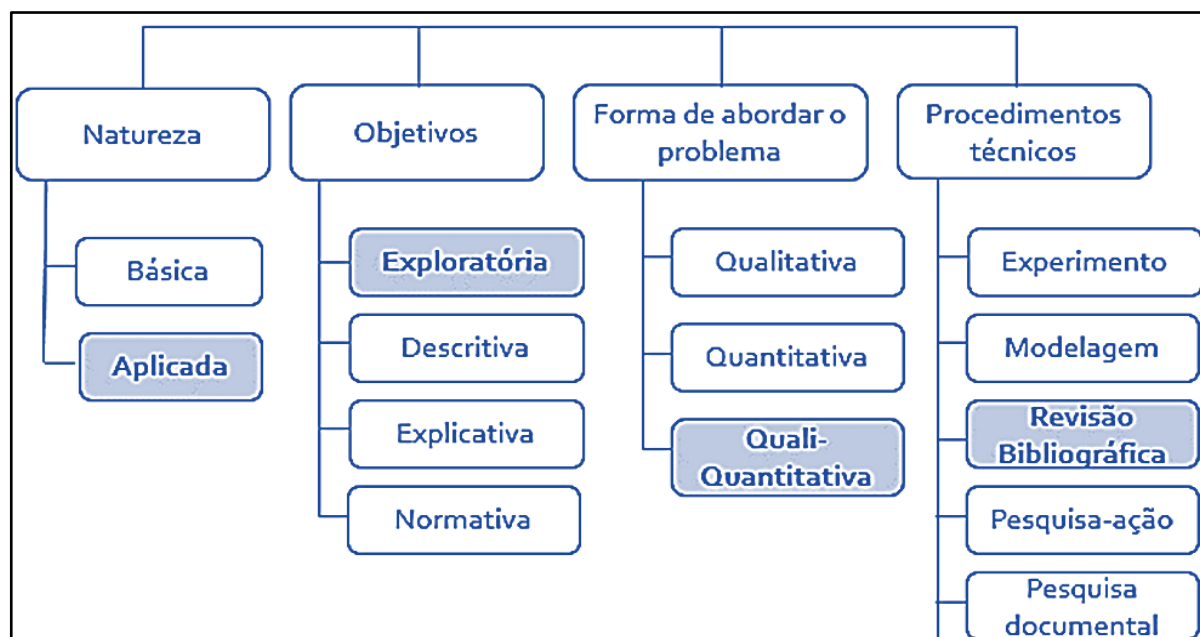 Natureza
Objetivos
Forma de abordar o
problema
Procedimentos
técnicos
Básica
Aplicada
Exploratória
Descritiva
Explicativa
Normativa
Qualitativa
Quantitativa
Quali-
Quantitativa
Experimento
Modelagem
Revisão
Bibliográfica
Pesquisa-ação
Pesquisa
documental